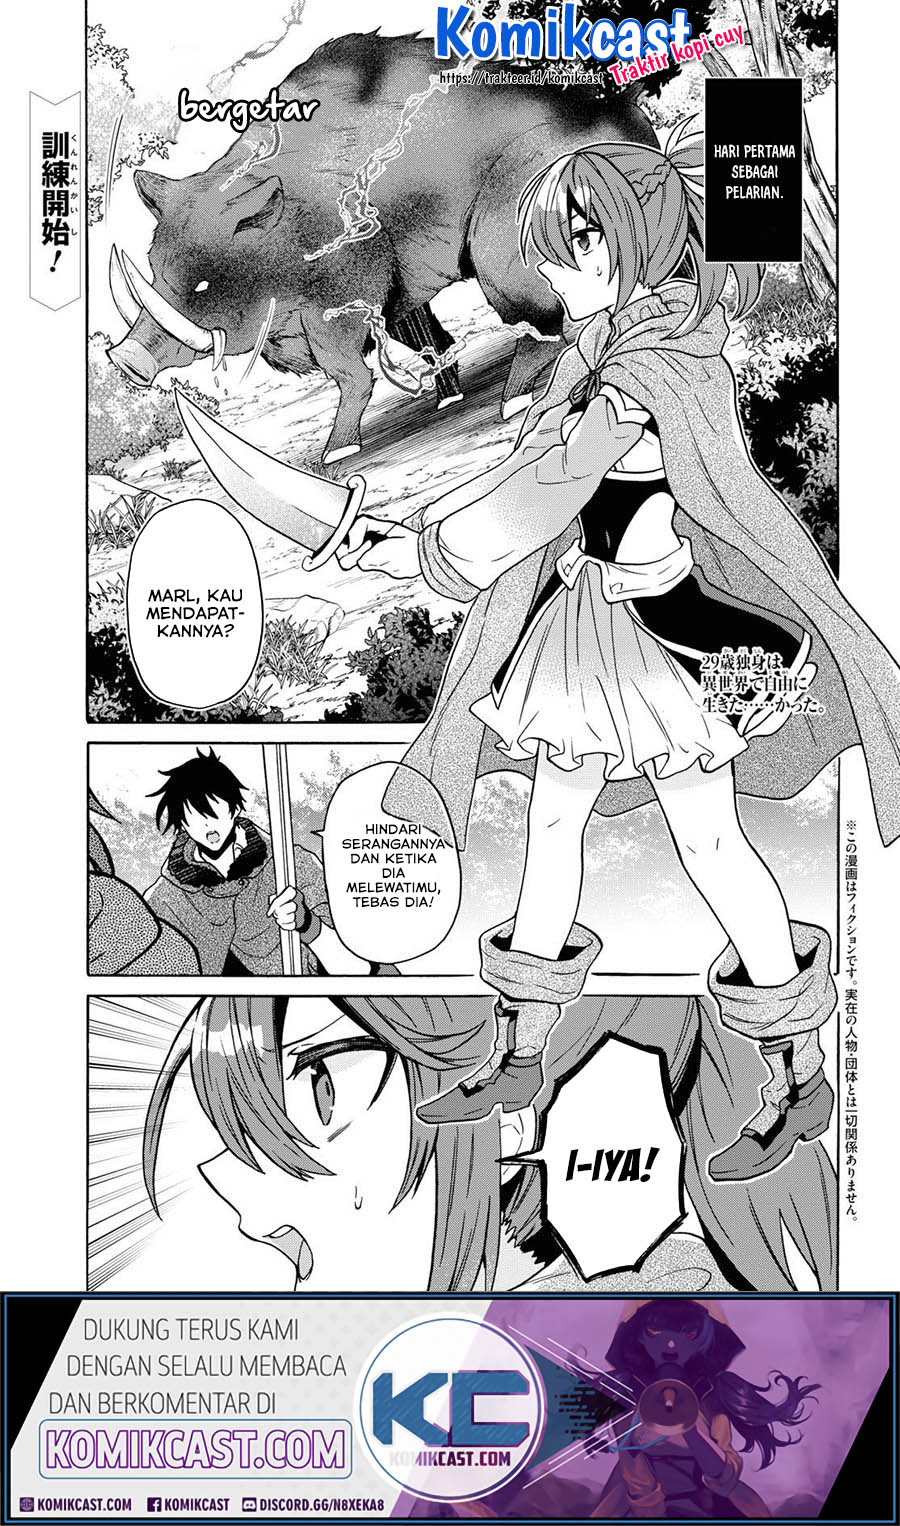 Komikcast
Traktir kopi cuy
https://trakteer.id/komikcast
bergetar
HARI PERTAMA
SEBAGAI
PELARIAN.
訓練開始！
くんれんかいし
MARL, KAU
MENDAPAT-
KANNYA?
29歳独身は
異世界で自由に
生きた……かった。
HINDARI
SERANGANNYA
DAN KETIKA
DIA
MELEWATIMU,
TEBAS DIA!
※この漫画はフィクションです。実在の人物・団体とは一切関係ありません。
I-IYA!
DUKUNG TERUS KAMI
DENGAN SELALU MEMBACA
DAN BERKOMENTAR DI
KOMIKCAST.COM
KC
KOMIKCAST.COM
KOMIKCAST.COM
KOMIKCAST
DISCORD.GG/N8XEKA8